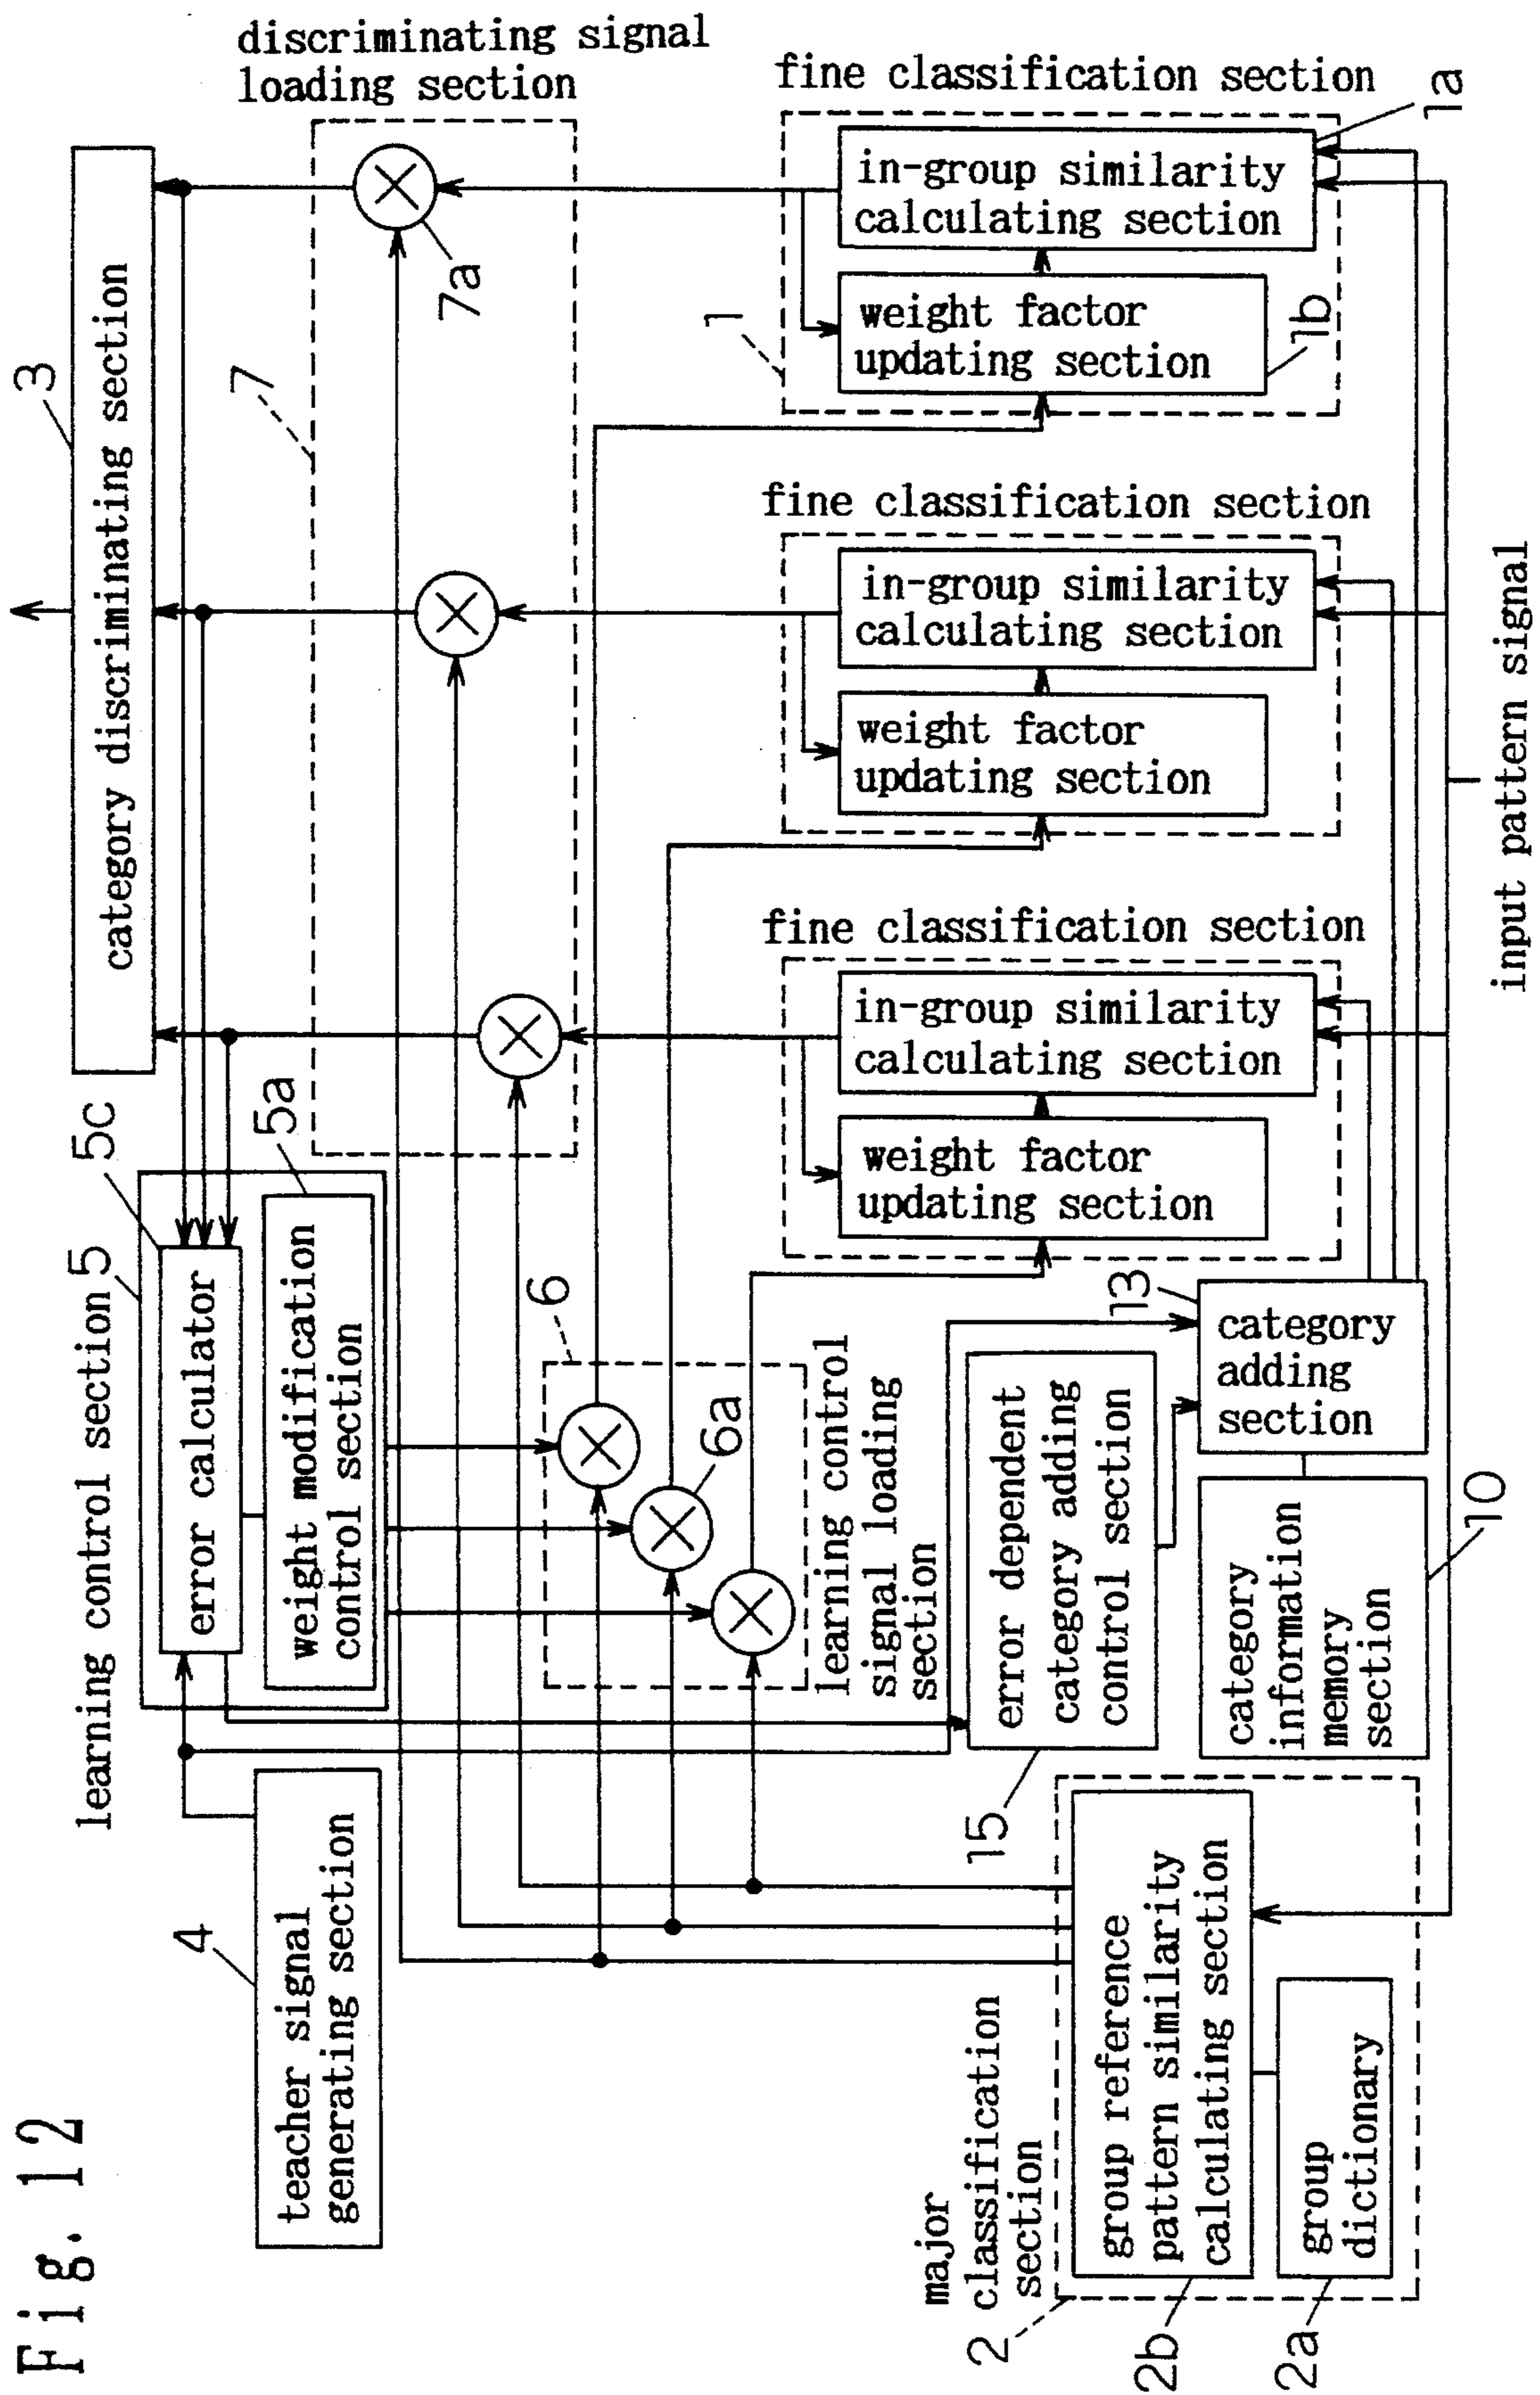 Fig. 12
discriminating signal
loading section
fine classification section
1a
in-group similarity
calculating section
weight factor
updating section
1b
1
7a
7
3
category discriminating section
fine classification section
in-group similarity
calculating section
weight factor
updating section
input pattern signal
fine classification section
in-group similarity
calculating section
weight factor
updating section
learning control section 5
5c
5a
error calculator
weight modification
control section
6
6a
learning control
signal loading
section
13
category
adding
section
error dependent
category adding
control section
15
category
information
memory
section
10
4
teacher signal
generating section
major
classification
section
2
group reference
pattern similarity
calculating section
2b
group
dictionary
2a